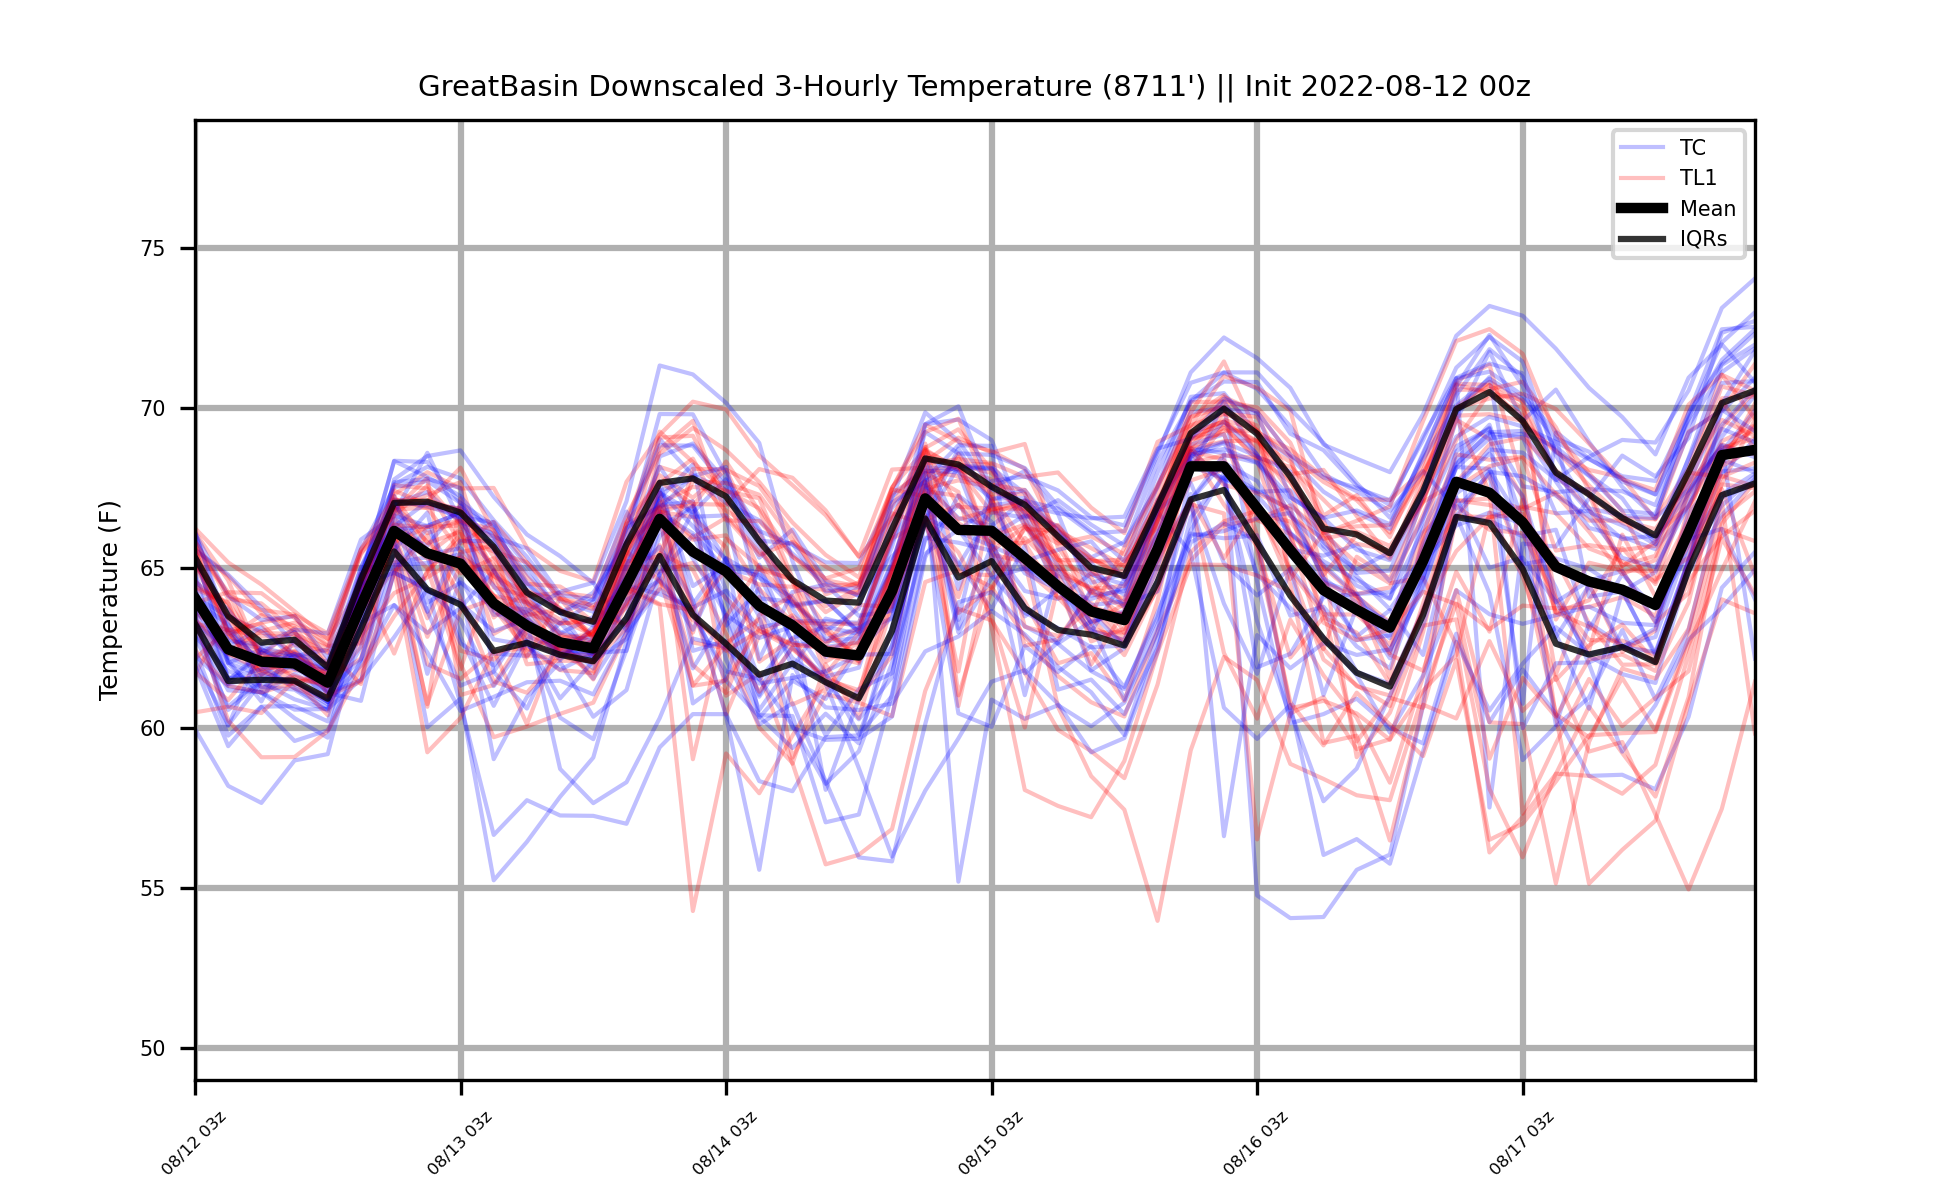 GreatBasin Downscaled 3-Hourly Temperature (8711') || Init 2022-08-12 00z
TC
TL1
Mean
IQRs
Temperature (F)
75
70
65
60
55
50
08/12 03z
08/13 03z
08/14 03z
08/15 03z
08/16 03z
08/17 03z